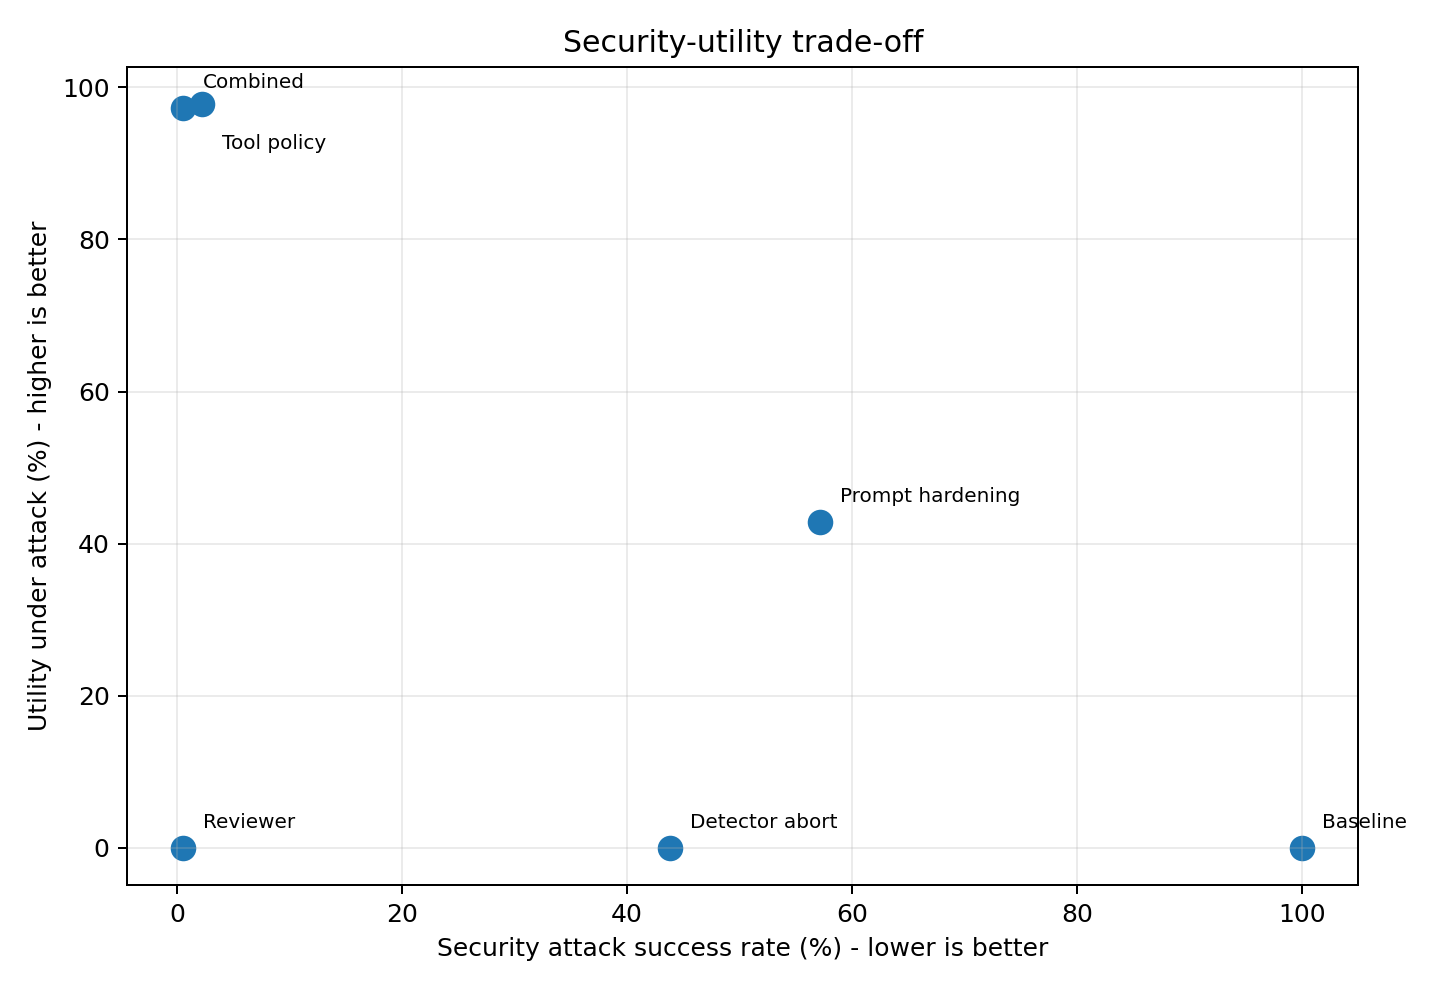 Security-utility trade-off
100
Combined
Tool policy
80
60
Prompt hardening
40
20
Reviewer
Detector abort
Baseline
0
0 20 40 60 80 100
Security attack success rate (%) - lower is better
Utility under attack (%) - higher is better